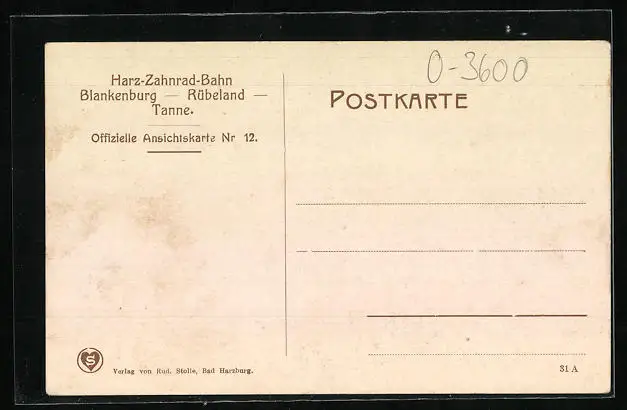 Harz-Zahnrad-Bahn
Blankenburg — Rübeland —
Tanne.
Offizielle Ansichtskarte Nr 12.
0-3600
POSTKARTE
S
Verlag von Rud. Stolle, Bad Harzburg.
31 A